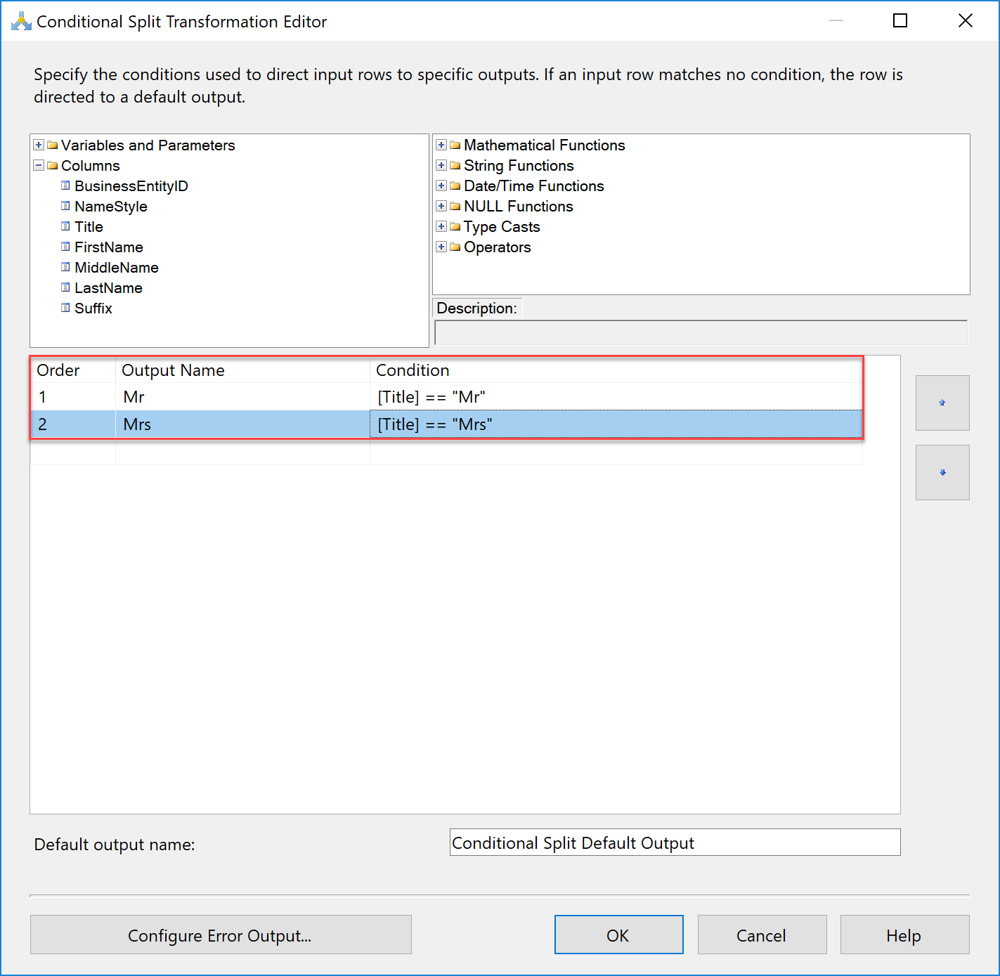 Conditional Split Transformation Editor
Specify the conditions used to direct input rows to specific outputs. If an input row matches no condition, the row is
directed to a default output.
Variables and Parameters
Columns
BusinessEntityID
NameStyle
Title
FirstName
MiddleName
LastName
Suffix
Mathematical Functions
String Functions
Date/Time Functions
NULL Functions
Type Casts
Operators
Description:
Order Output Name Condition
1 Mr [Title] == "Mr"
2 Mrs [Title] == "Mrs"
Default output name: Conditional Split Default Output
Configure Error Output... OK Cancel Help